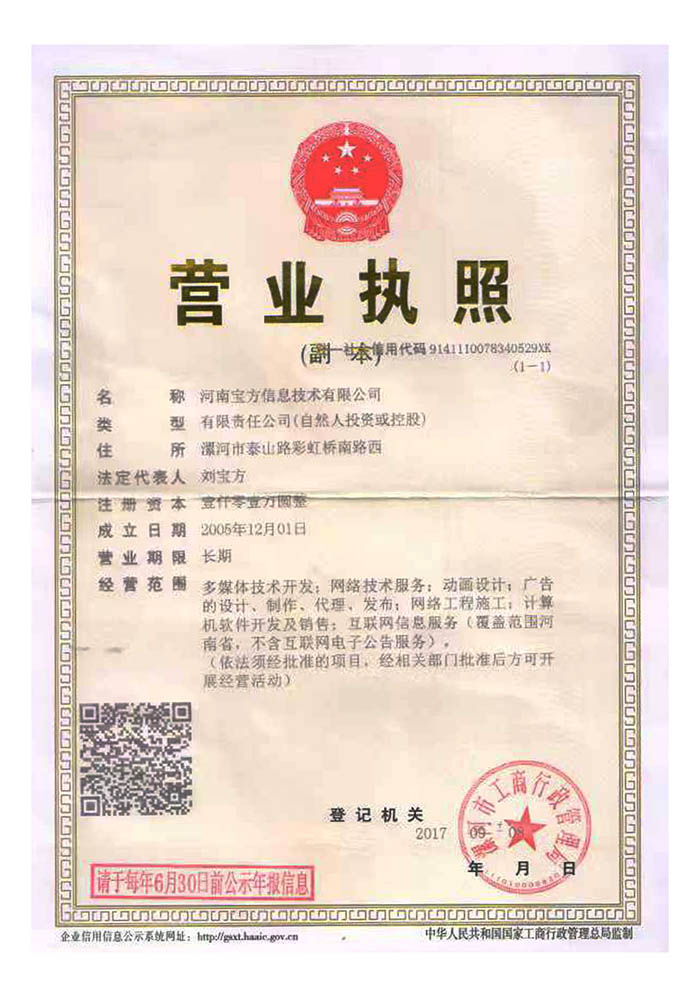 营业执照
(副 本)
统一社会信用代码 9141110078340529XK
(1-1)
名 称 河南宝方信息技术有限公司
类 型 有限责任公司(自然人投资或控股)
住 所 漯河市泰山路彩虹桥南路西
法定代表人 刘宝方
注册资本 壹仟零壹万圆整
成立日期 2005年12月01日
营业期限 长期
经营范围 多媒体技术开发；网络技术服务；动画设计；广告
的设计、制作、代理、发布；网络工程施工；计算
机软件开发及销售；互联网信息服务（覆盖范围河
南省，不含互联网电子公告服务）。
（依法须经批准的项目，经相关部门批准后方可开
展经营活动）
登记机关
漯河市工商行政管理局
2017 09 08
年 月 日
请于每年6月30日前公示年报信息
企业信用信息公示系统网址：http://gsxt.haaic.gov.cn
中华人民共和国国家工商行政管理总局监制